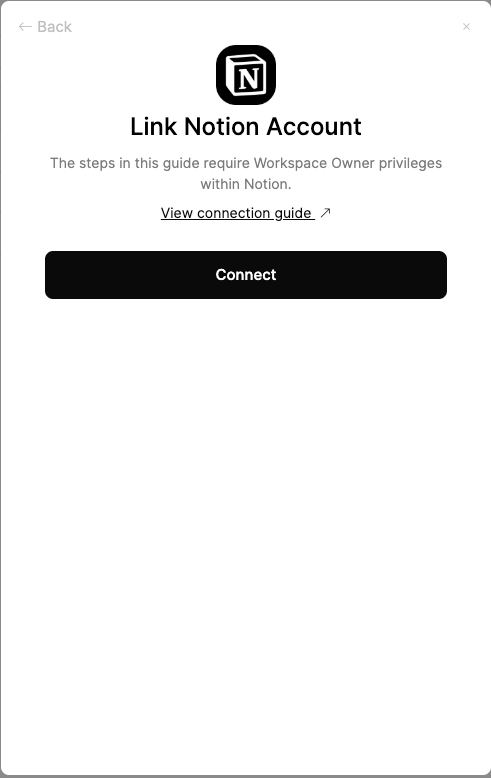 ← Back
×
N
Link Notion Account
The steps in this guide require Workspace Owner privileges
within Notion.
View connection guide ↗
Connect